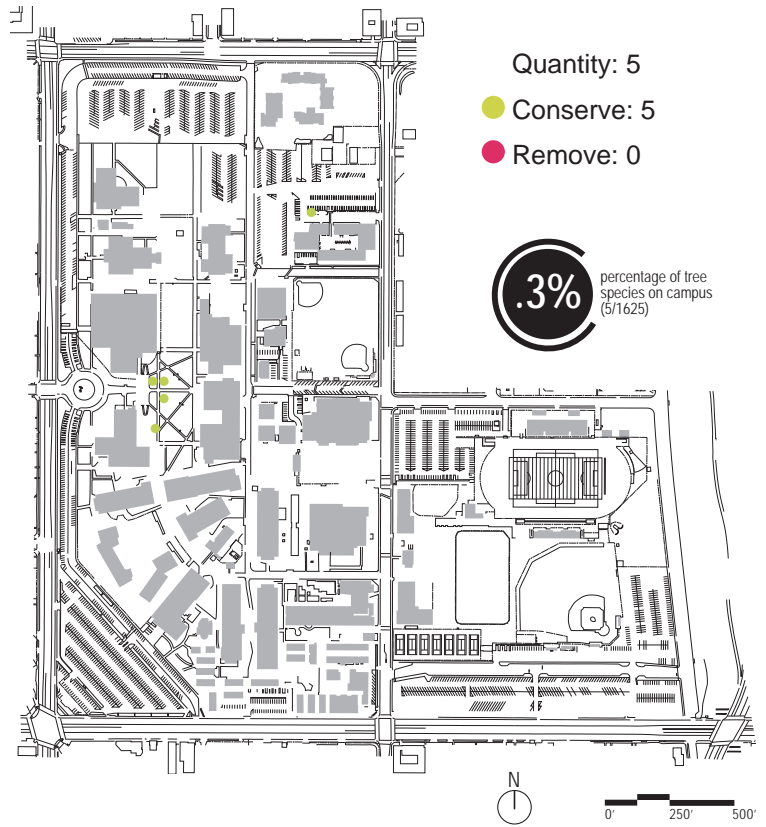 Quantity: 5
Conserve: 5
Remove: 0
.3%
percentage of tree
species on campus
(5/1625)
N
0' 250' 500'